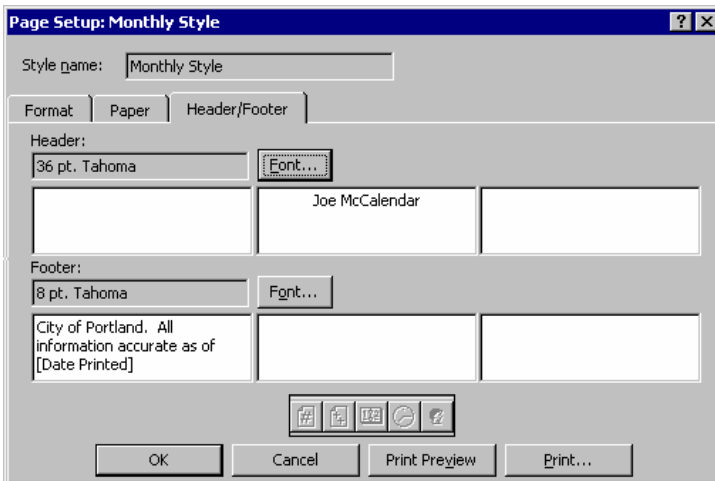 Page Setup: Monthly Style
Style name: Monthly Style
Format Paper Header/Footer
Header:
36 pt. Tahoma Font...
Joe McCalendar
Footer:
8 pt. Tahoma Font...
City of Portland. All
information accurate as of
[Date Printed]
OK Cancel Print Preview Print...